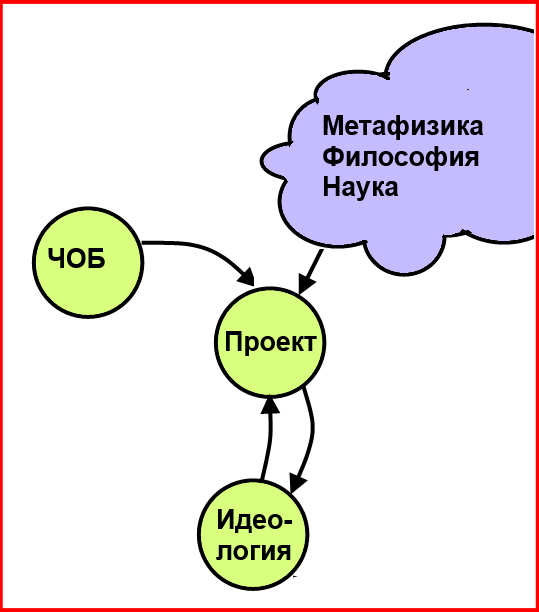 Метафизика
Философия
Наука
ЧОБ
Проект
Идео-
логия